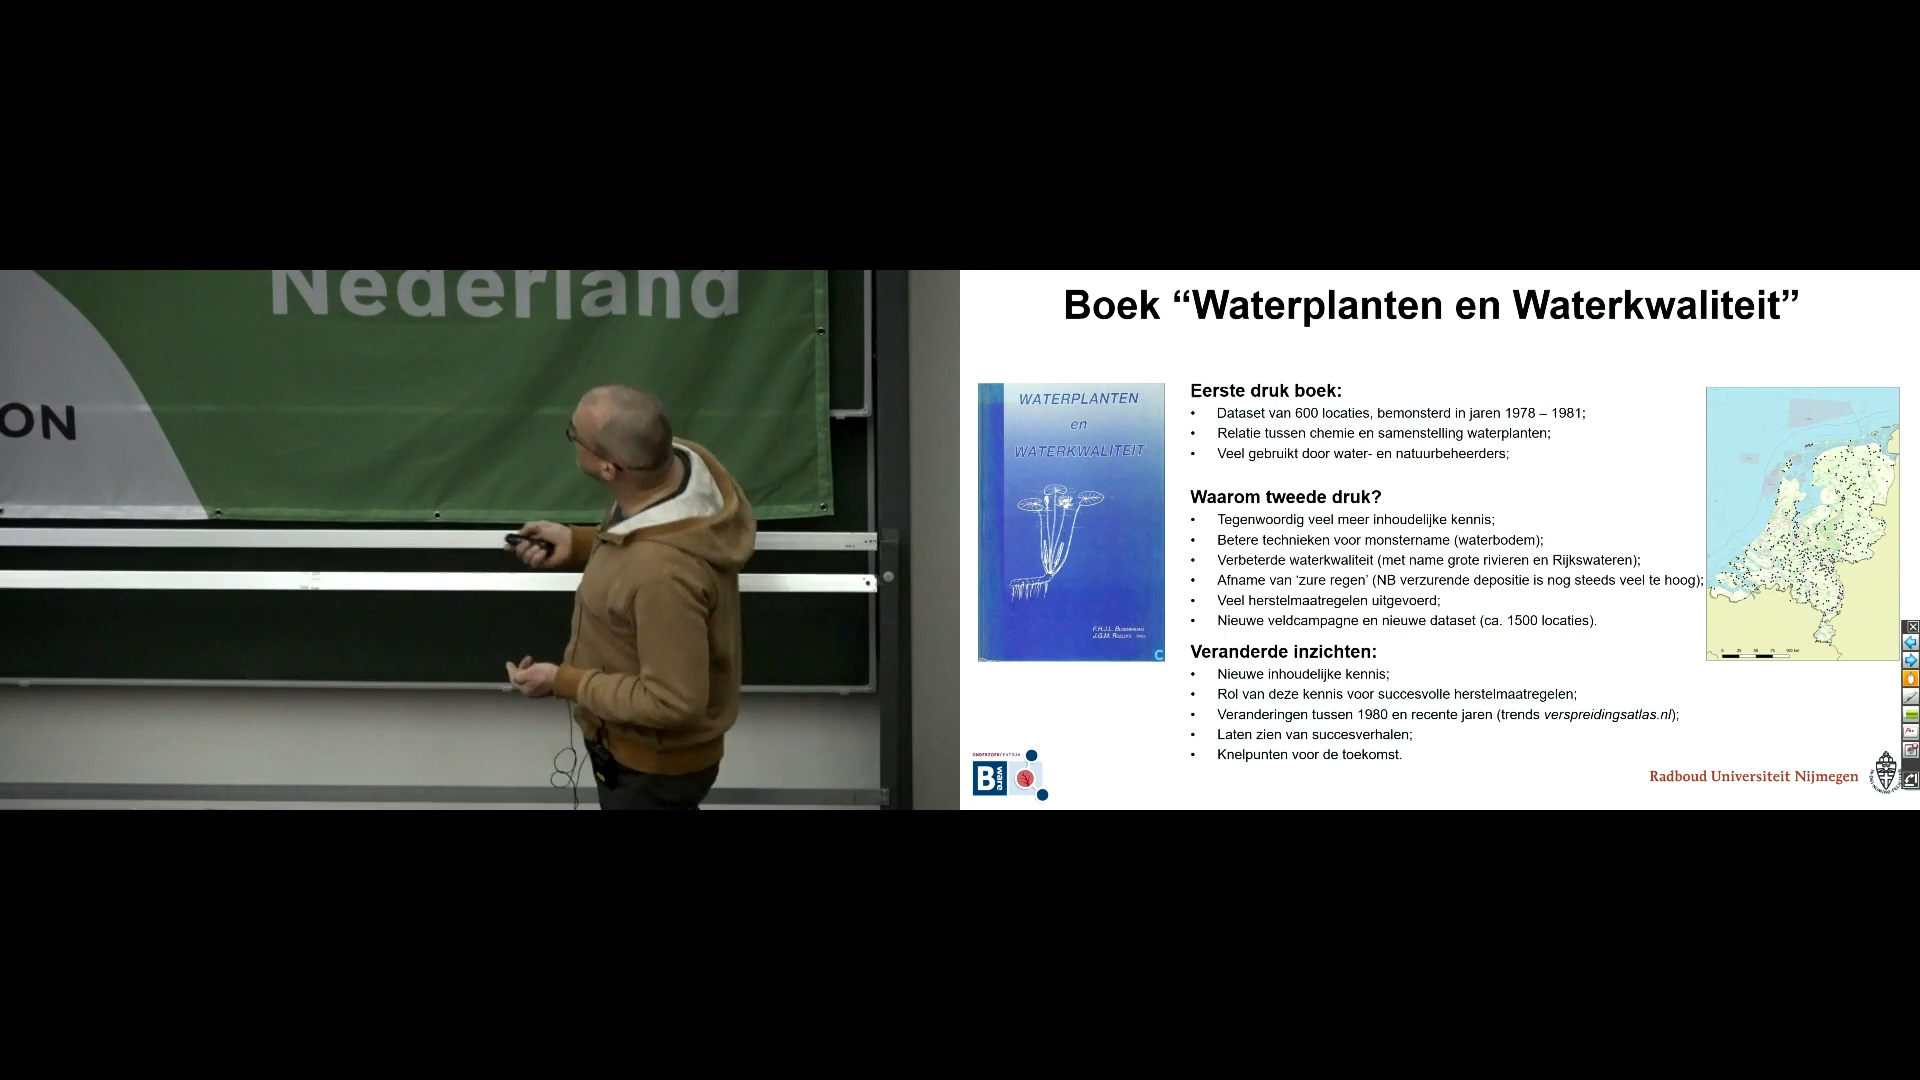 Nederland
ON
Boek “Waterplanten en Waterkwaliteit”
WATERPLANTEN
en
WATERKWALITEIT
F.H.J.L. Bloemendaal
J.G.M. Roelofs
C
Eerste druk boek:
• Dataset van 600 locaties, bemonsterd in jaren 1978 – 1981;
• Relatie tussen chemie en samenstelling waterplanten;
• Veel gebruikt door water- en natuurbeheerders;
Waarom tweede druk?
• Tegenwoordig veel meer inhoudelijke kennis;
• Betere technieken voor monstername (waterbodem);
• Verbeterde waterkwaliteit (met name grote rivieren en Rijkswateren);
• Afname van ‘zure regen’ (NB verzurende depositie is nog steeds veel te hoog);
• Veel herstelmaatregelen uitgevoerd;
• Nieuwe veldcampagne en nieuwe dataset (ca. 1500 locaties).
Veranderde inzichten:
• Nieuwe inhoudelijke kennis;
• Rol van deze kennis voor succesvolle herstelmaatregelen;
• Veranderingen tussen 1980 en recente jaren (trends verspreidingsatlas.nl);
• Laten zien van succesverhalen;
• Knelpunten voor de toekomst.
ONDERZOEKCENTRUM
B ware
Radboud Universiteit Nijmegen